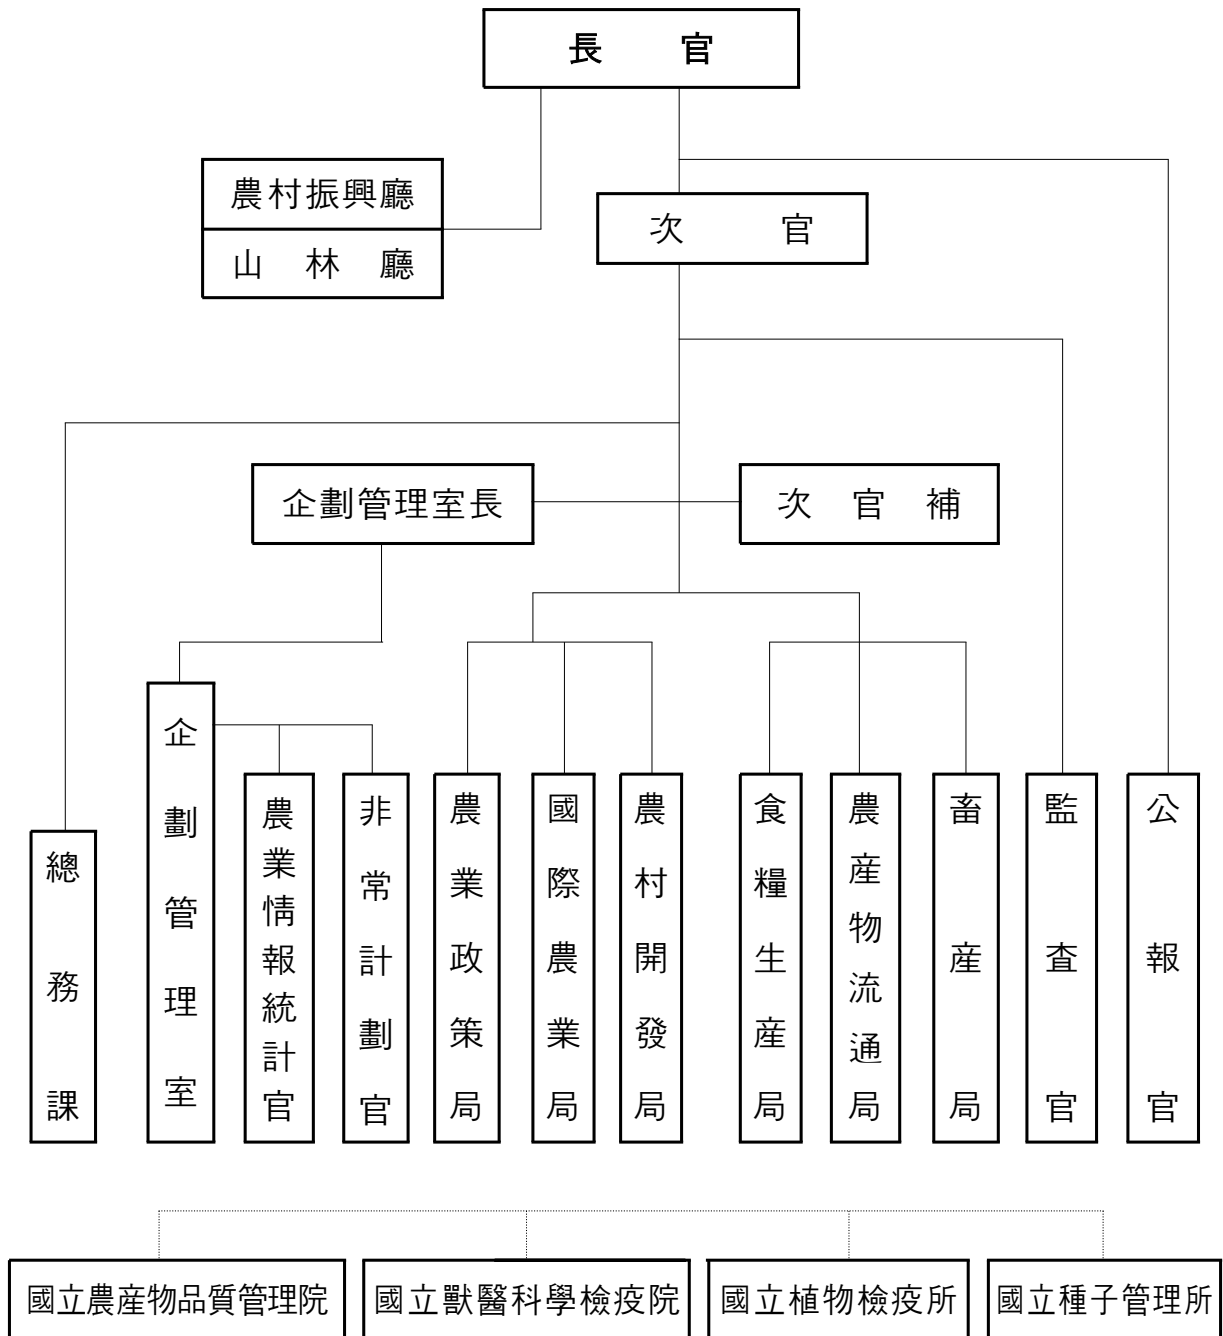 長 官
農村振興廳
山 林 廳
次 官
企劃管理室長
次 官 補
總務課
企劃管理室
農業情報統計官
非常計劃官
農業政策局
國際農業局
農村開發局
食糧生産局
農産物流通局
畜産局
監査官
公報官
國立農産物品質管理院
國立獸醫科學檢疫院
國立植物檢疫所
國立種子管理所